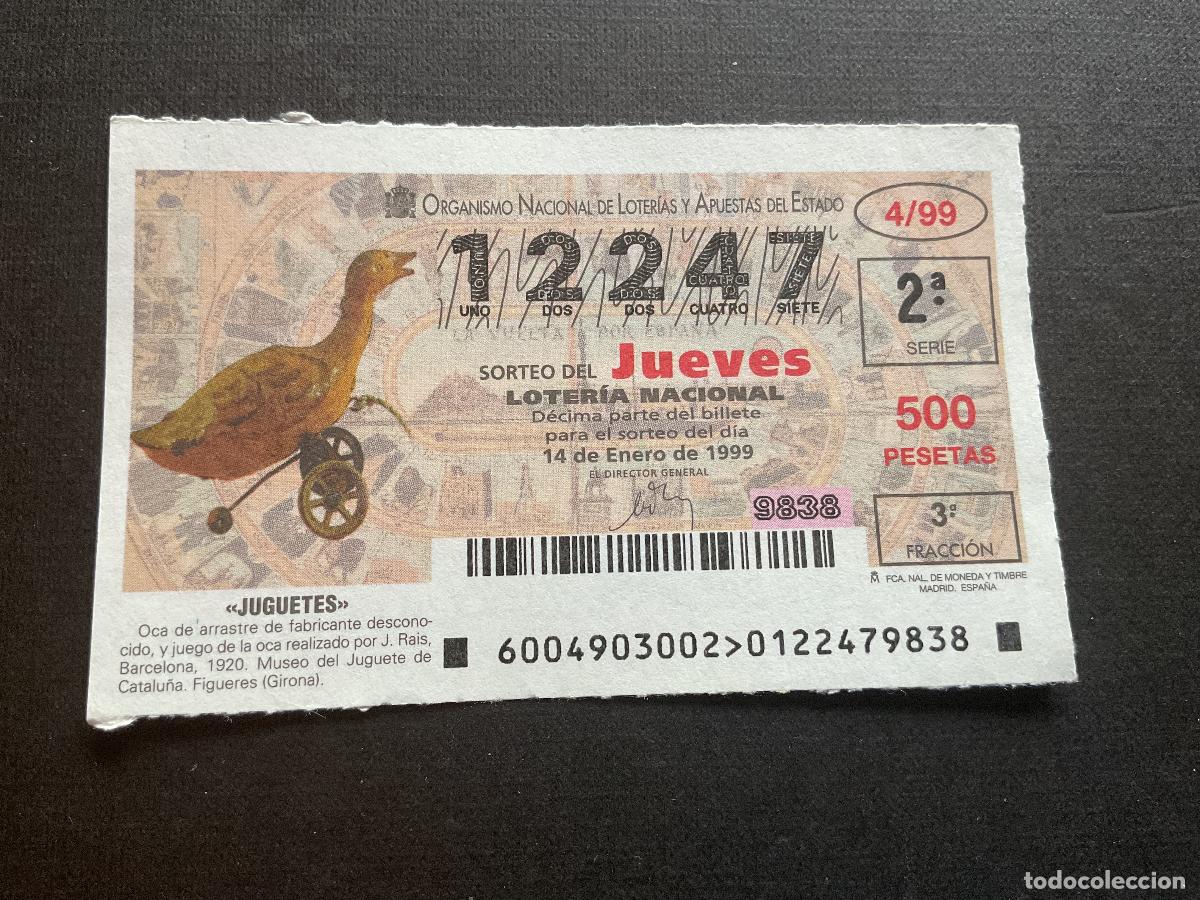 ORGANISMO NACIONAL DE LOTERÍAS Y APUESTAS DEL ESTADO
4/99
12247
UNO DOS DOS CUATRO SIETE
2ª
SERIE
SORTEO DEL Jueves
LOTERÍA NACIONAL
Décima parte del billete
para el sorteo del día
14 de Enero de 1999
EL DIRECTOR GENERAL
500
PESETAS
9838
3ª
FRACCIÓN
FCA. NAL. DE MONEDA Y TIMBRE
MADRID. ESPAÑA
«JUGUETES»
Oca de arrastre de fabricante descono-
cido, y juego de la oca realizado por J. Rais,
Barcelona, 1920. Museo del Juguete de
Cataluña. Figueres (Girona).
6004903002>0122479838
todocoleccion